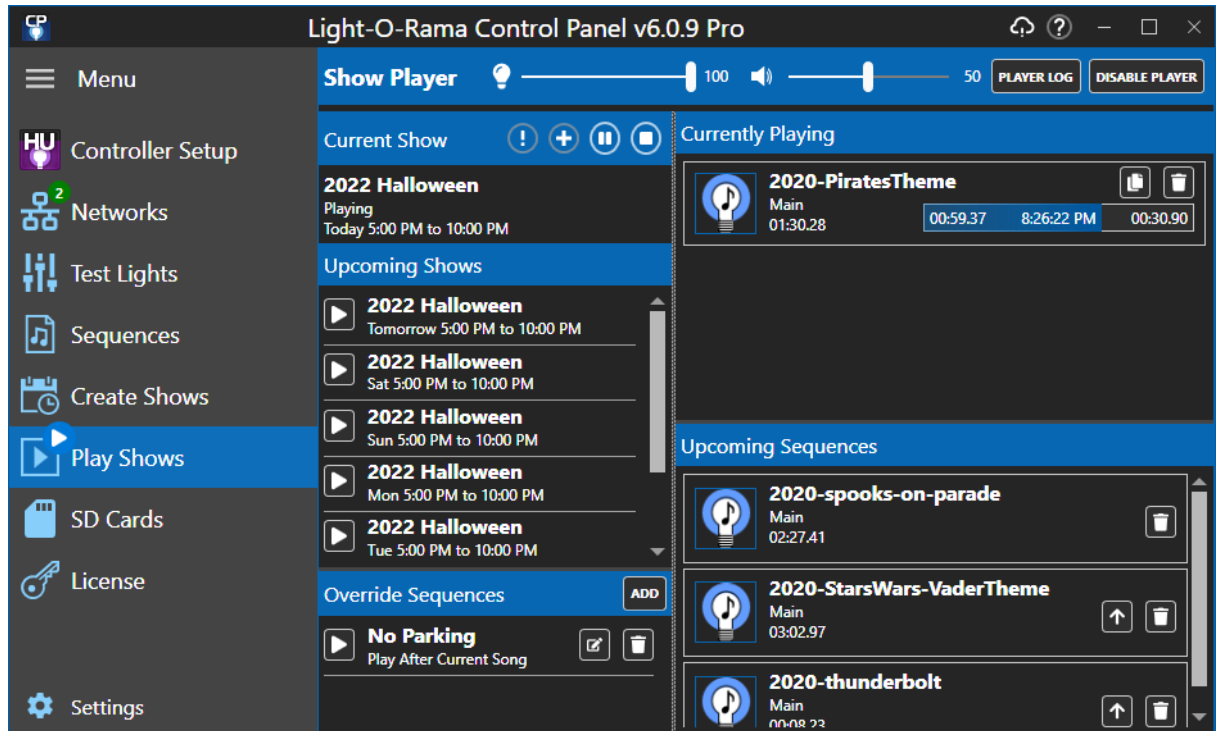 CP
Light-O-Rama Control Panel v6.0.9 Pro
Menu
HU
Controller Setup
2
Networks
Test Lights
Sequences
Create Shows
Play Shows
SD Cards
License
Settings
Show Player
100
50
PLAYER LOG
DISABLE PLAYER
Current Show
2022 Halloween
Playing
Today 5:00 PM to 10:00 PM
Upcoming Shows
2022 Halloween
Tomorrow 5:00 PM to 10:00 PM
2022 Halloween
Sat 5:00 PM to 10:00 PM
2022 Halloween
Sun 5:00 PM to 10:00 PM
2022 Halloween
Mon 5:00 PM to 10:00 PM
2022 Halloween
Tue 5:00 PM to 10:00 PM
Override Sequences
ADD
No Parking
Play After Current Song
Currently Playing
2020-PiratesTheme
Main
01:30.28
00:59.37 8:26:22 PM 00:30.90
Upcoming Sequences
2020-spooks-on-parade
Main
02:27.41
2020-StarsWars-VaderTheme
Main
03:02.97
2020-thunderbolt
Main
00:08.23